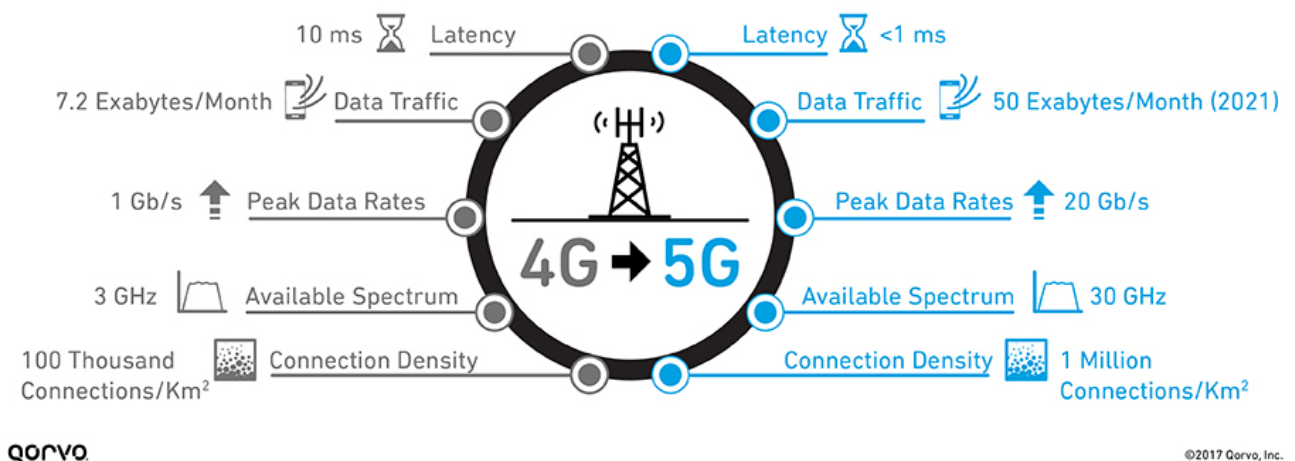 10 ms Latency
Latency <1 ms
7.2 Exabytes/Month Data Traffic
Data Traffic 50 Exabytes/Month (2021)
1 Gb/s Peak Data Rates
Peak Data Rates 20 Gb/s
4G 5G
3 GHz Available Spectrum
Available Spectrum 30 GHz
100 Thousand Connection Density
Connections/Km²
Connection Density 1 Million
Connections/Km²
QORVO
©2017 Qorvo, Inc.